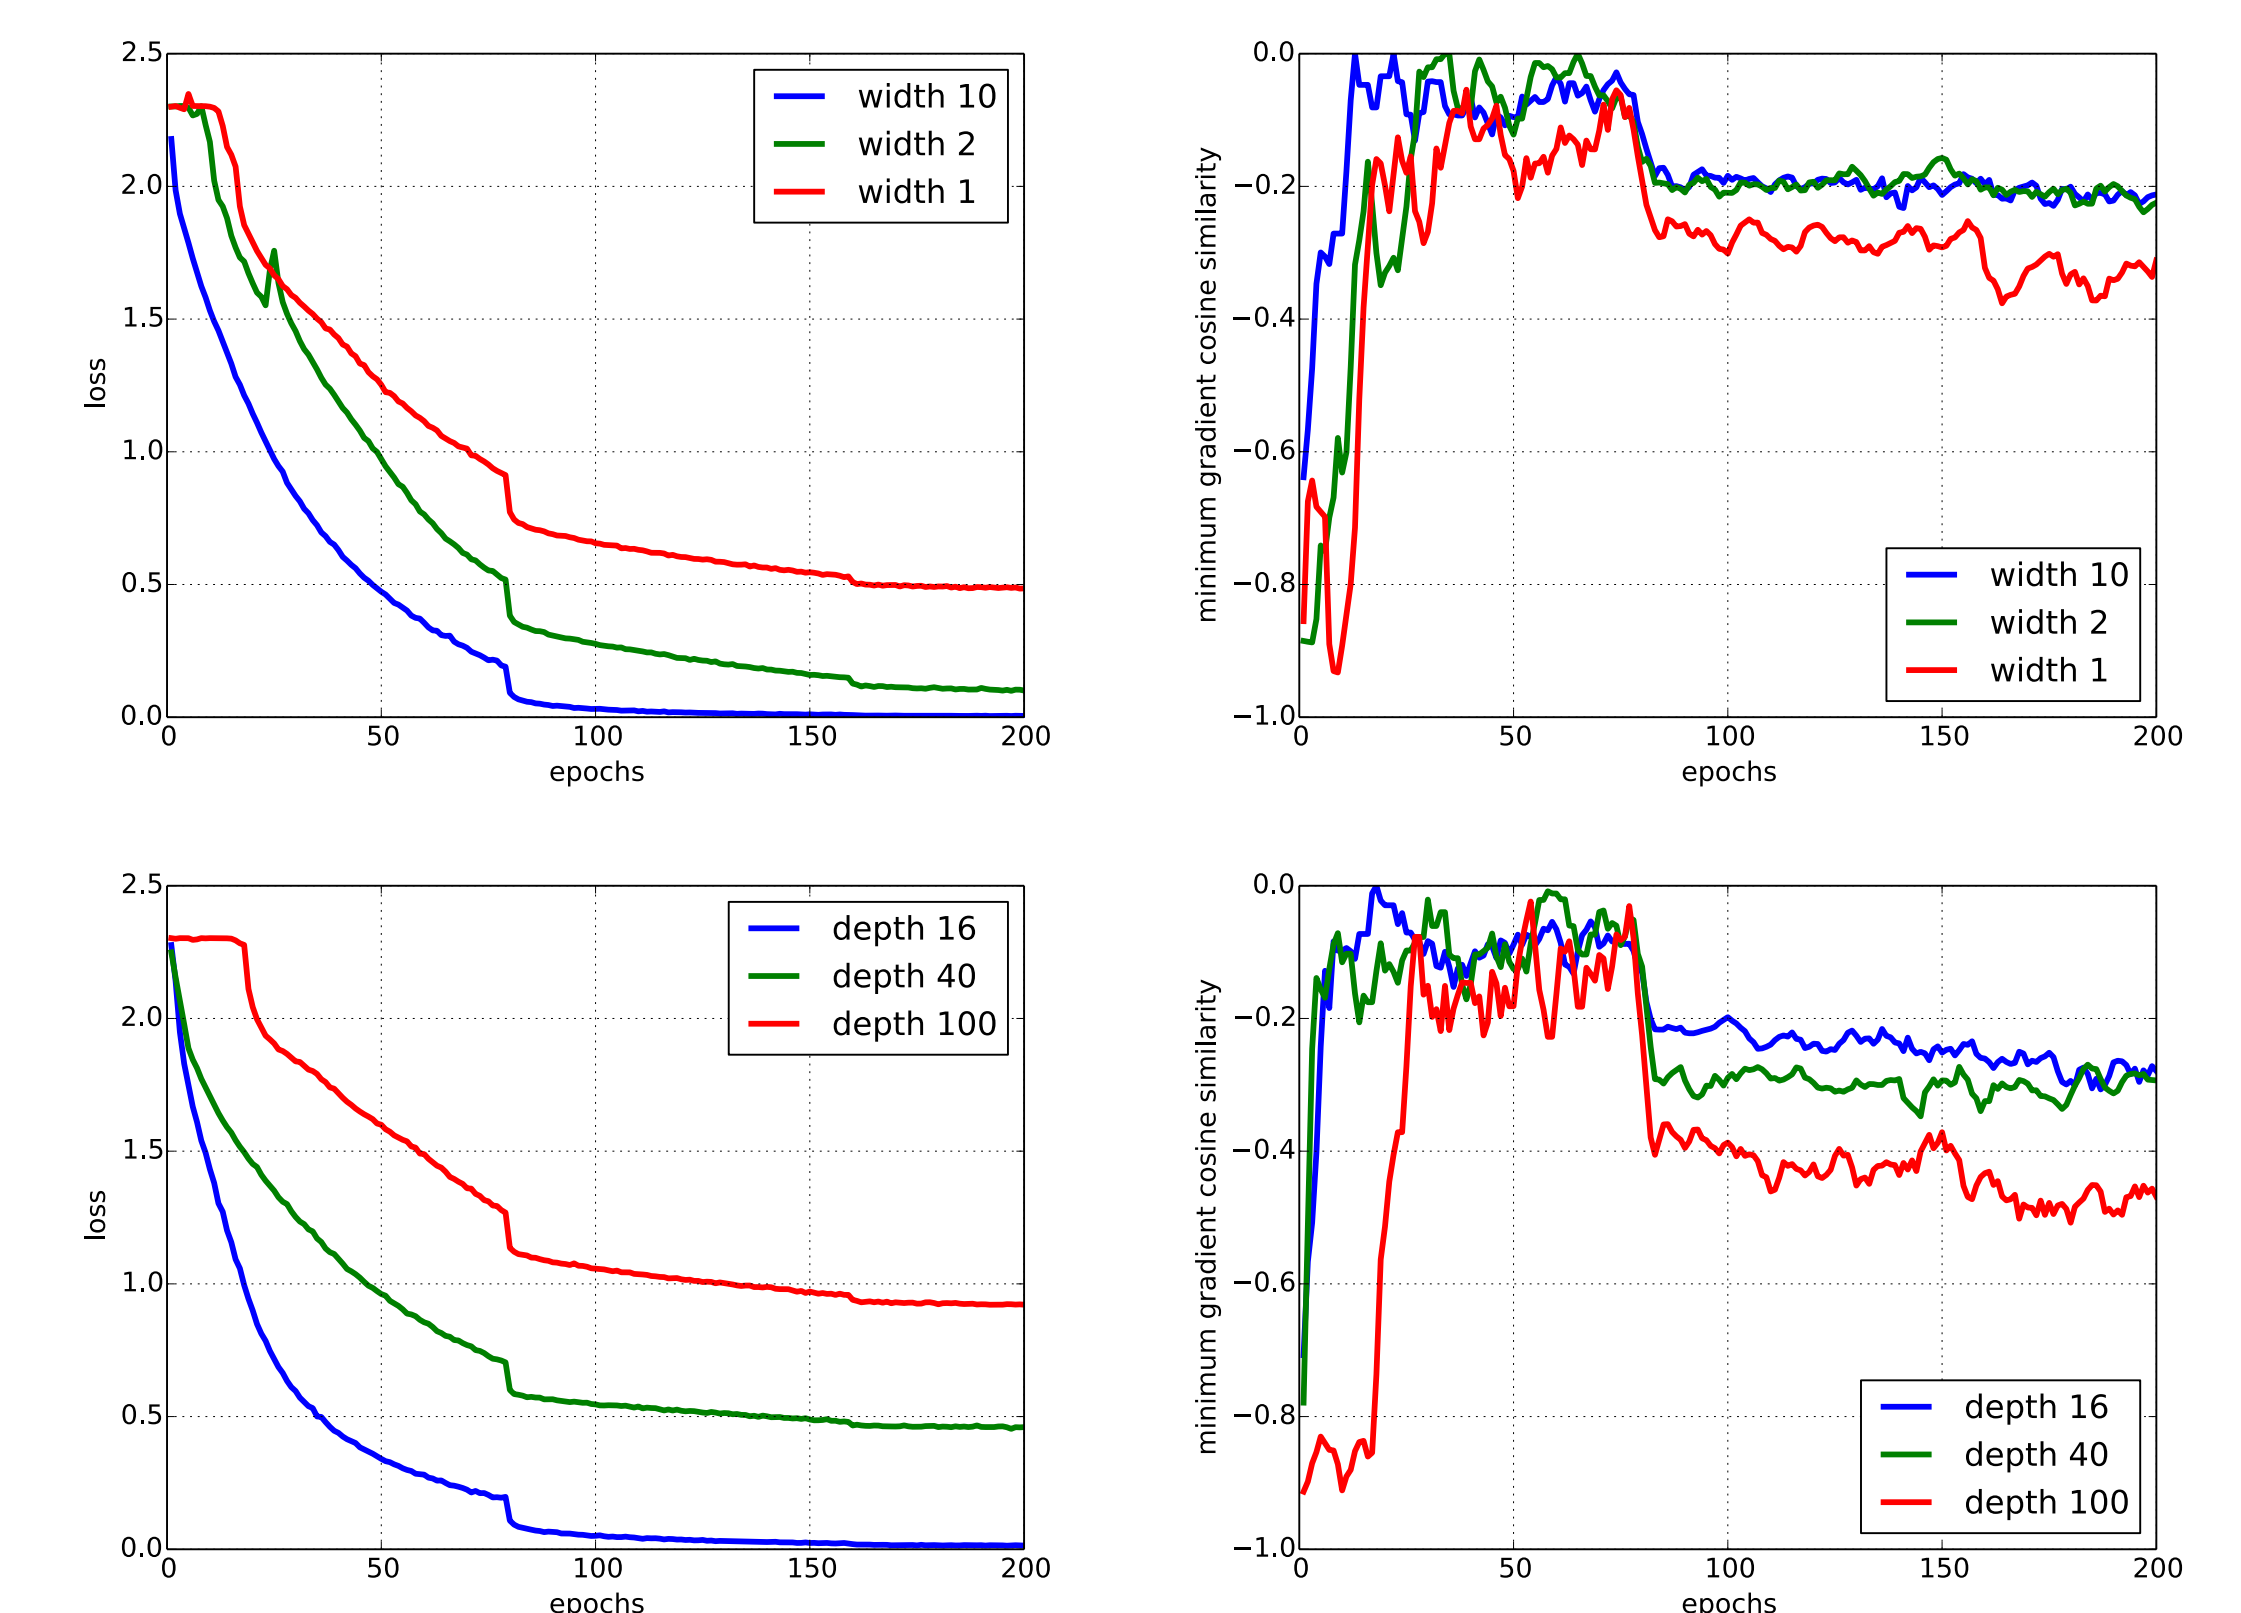 2.5
2.0
1.5
1.0
0.5
0.0
0
50
100
150
200
loss
epochs
width 10
width 2
width 1
0.0
−0.2
−0.4
−0.6
−0.8
−1.0
0
50
100
150
200
minimum gradient cosine similarity
epochs
width 10
width 2
width 1
2.5
2.0
1.5
1.0
0.5
0.0
0
50
100
150
200
loss
epochs
depth 16
depth 40
depth 100
0.0
−0.2
−0.4
−0.6
−0.8
−1.0
0
50
100
150
200
minimum gradient cosine similarity
epochs
depth 16
depth 40
depth 100